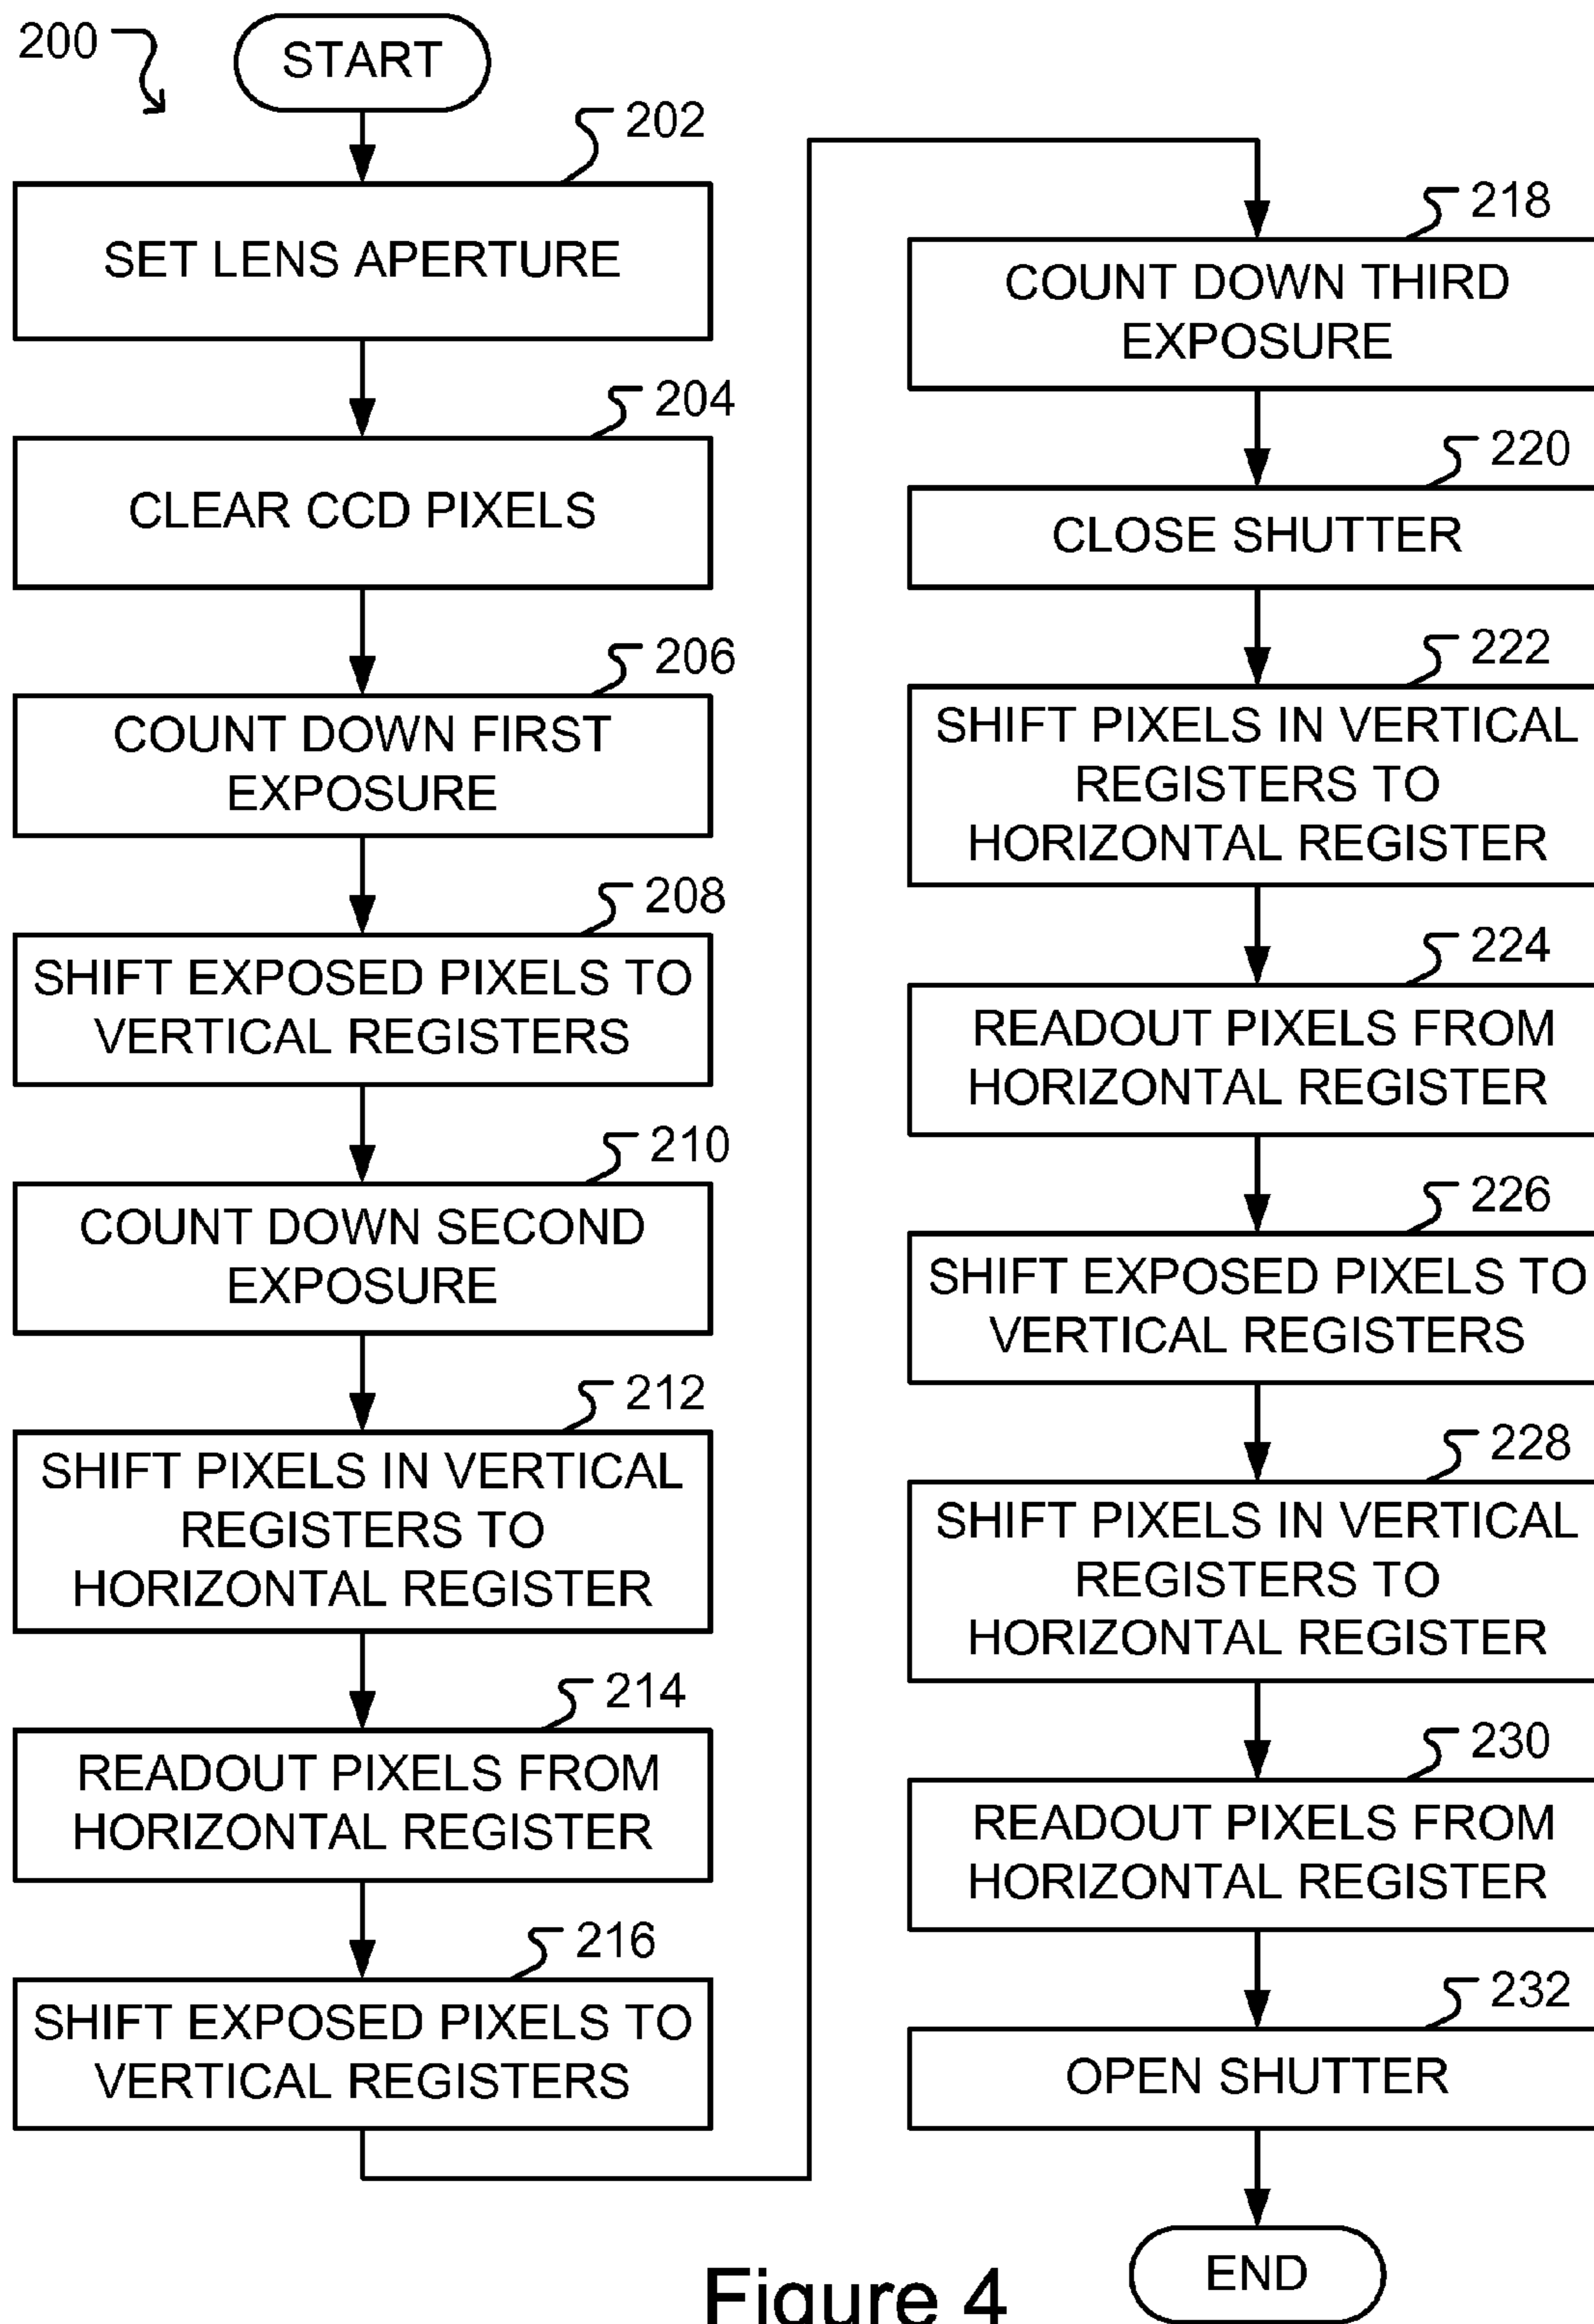 200
START
202
SET LENS APERTURE
204
CLEAR CCD PIXELS
206
COUNT DOWN FIRST
EXPOSURE
208
SHIFT EXPOSED PIXELS TO
VERTICAL REGISTERS
210
COUNT DOWN SECOND
EXPOSURE
212
SHIFT PIXELS IN VERTICAL
REGISTERS TO
HORIZONTAL REGISTER
214
READOUT PIXELS FROM
HORIZONTAL REGISTER
216
SHIFT EXPOSED PIXELS TO
VERTICAL REGISTERS
218
COUNT DOWN THIRD
EXPOSURE
220
CLOSE SHUTTER
222
SHIFT PIXELS IN VERTICAL
REGISTERS TO
HORIZONTAL REGISTER
224
READOUT PIXELS FROM
HORIZONTAL REGISTER
226
SHIFT EXPOSED PIXELS TO
VERTICAL REGISTERS
228
SHIFT PIXELS IN VERTICAL
REGISTERS TO
HORIZONTAL REGISTER
230
READOUT PIXELS FROM
HORIZONTAL REGISTER
232
OPEN SHUTTER
END
Figure 4